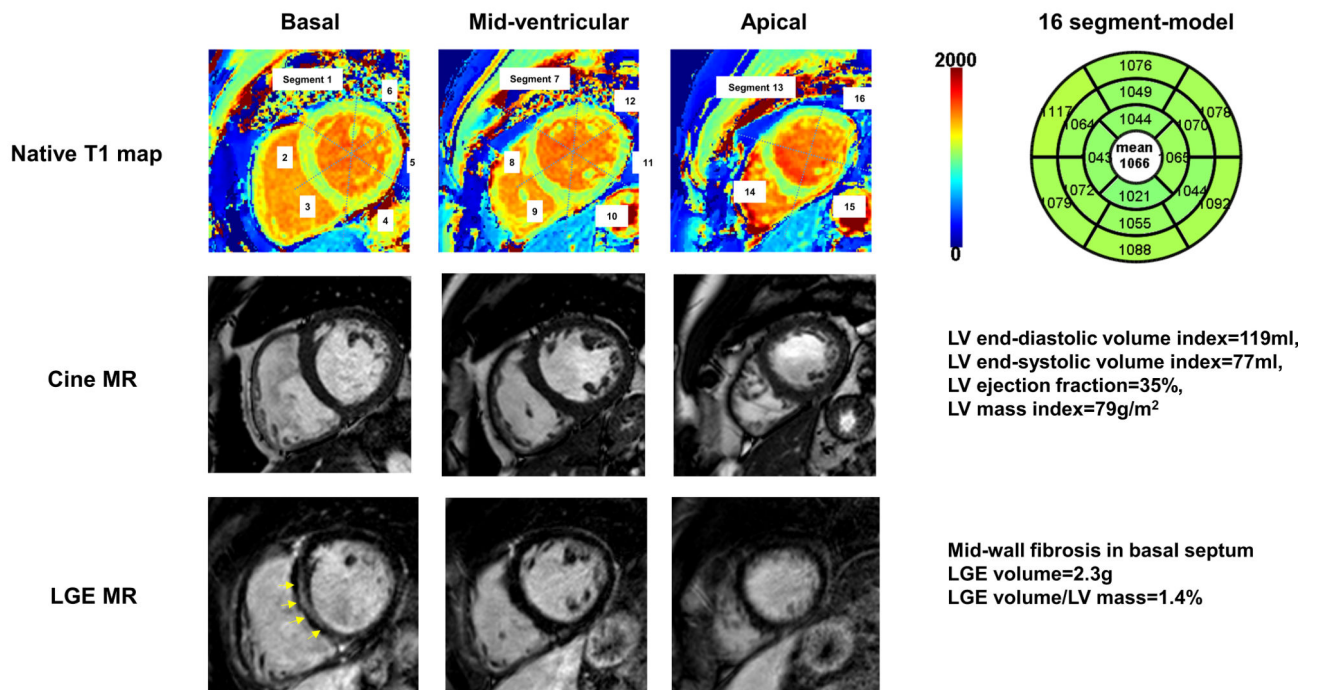 Basal
Mid-ventricular
Apical
16 segment-model
Native T1 map
Segment 1
6
2
5
3
4
Segment 7
12
8
11
9
10
Segment 13
16
14
15
2000
0
1076
1117
1078
1049
1064
1070
1044
043
mean
1066
1065
1072
1044
1079
1021
1092
1055
1088
Cine MR
LV end-diastolic volume index=119ml,
LV end-systolic volume index=77ml,
LV ejection fraction=35%,
LV mass index=79g/m²
LGE MR
Mid-wall fibrosis in basal septum
LGE volume=2.3g
LGE volume/LV mass=1.4%